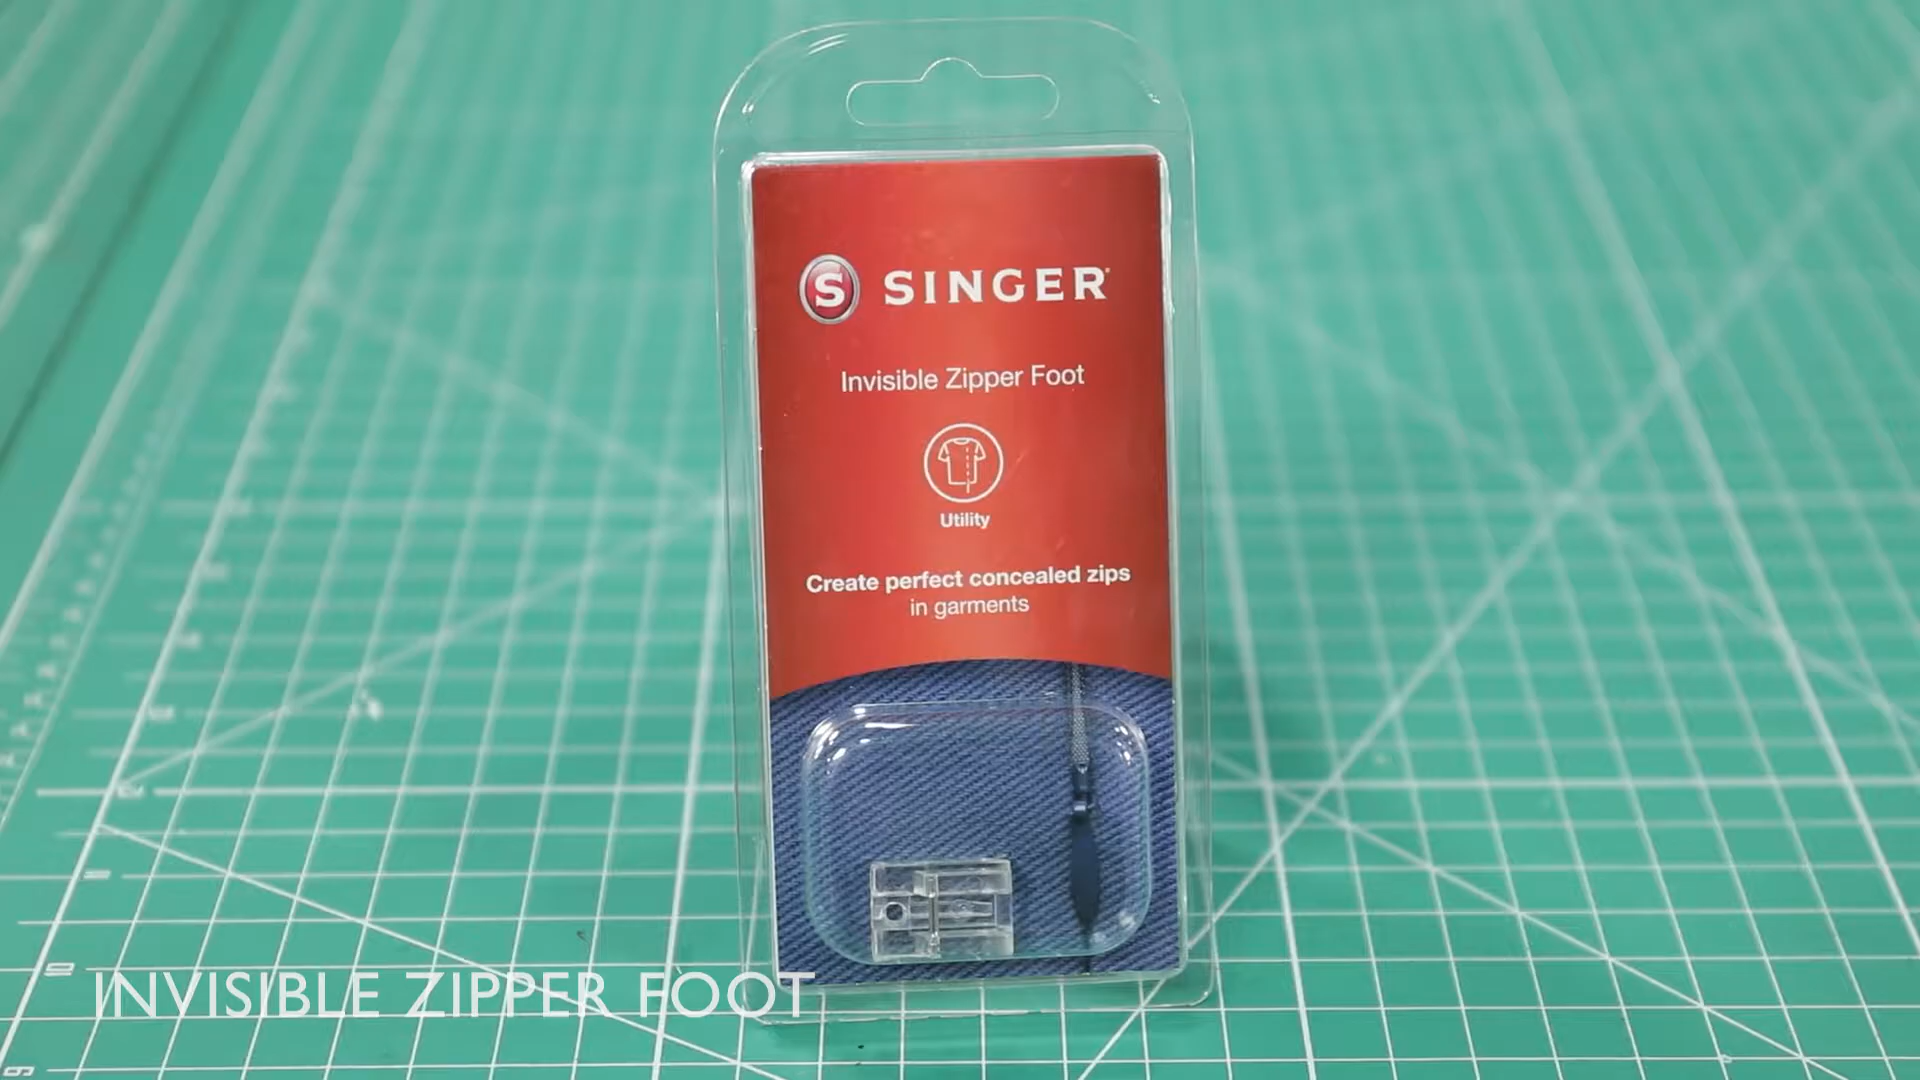 S SINGER®
Invisible Zipper Foot
Utility
Create perfect concealed zips
in garments
INVISIBLE ZIPPER FOOT